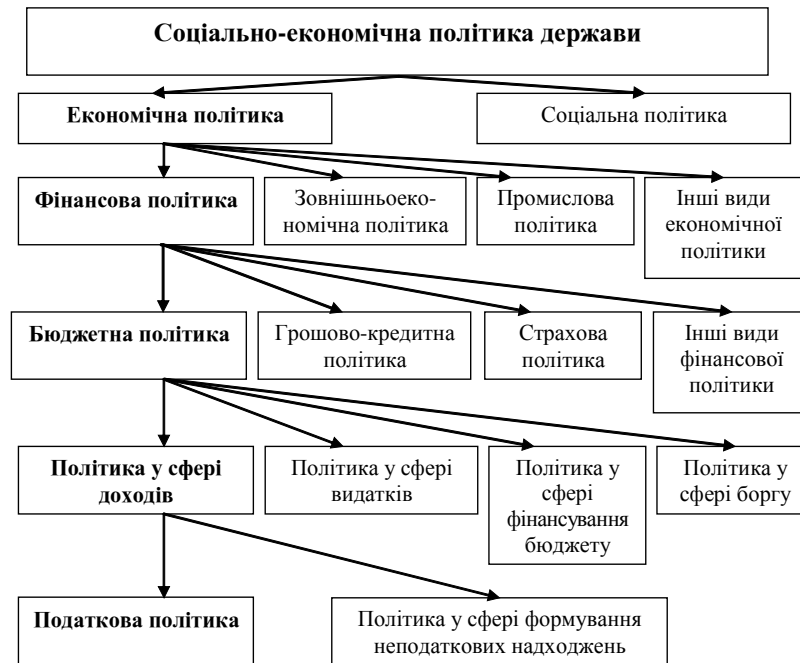 Соціально-економічна політика держави
Економічна політика
Соціальна політика
Фінансова політика
Зовнішньоеко-
номічна політика
Промислова
політика
Інші види
економічної
політики
Бюджетна політика
Грошово-кредитна
політика
Страхова
політика
Інші види
фінансової
політики
Політика у сфері
доходів
Політика у сфері
видатків
Політика у
сфері
фінансування
бюджету
Політика у
сфері боргу
Податкова політика
Політика у сфері формування
неподаткових надходжень